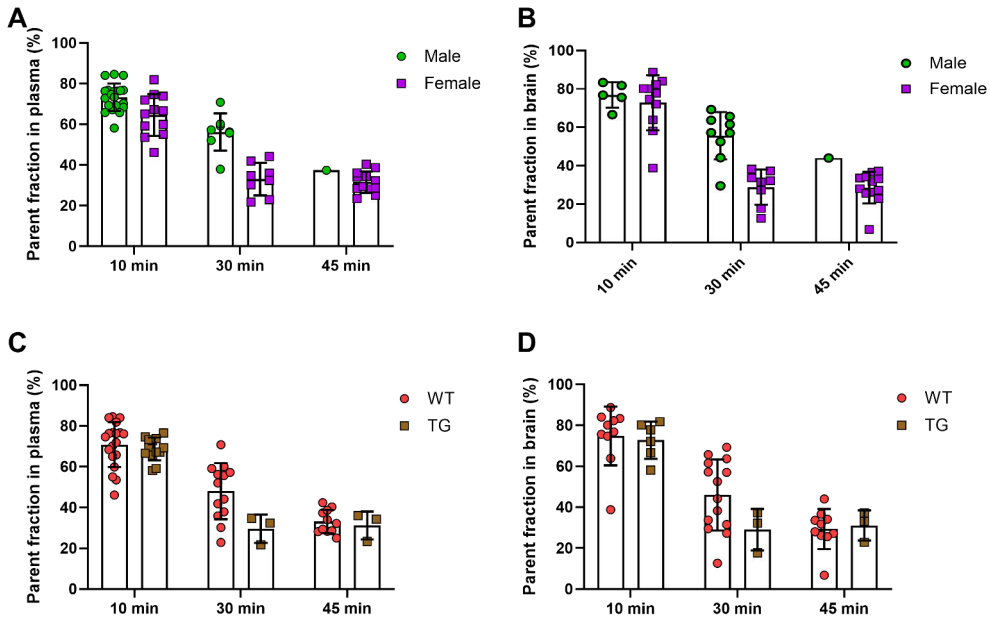 A
Parent fraction in plasma (%)
100
80
60
40
20
0
10 min
30 min
45 min
Male
Female
B
Parent fraction in brain (%)
100
80
60
40
20
0
10 min
30 min
45 min
Male
Female
C
Parent fraction in plasma (%)
100
80
60
40
20
0
10 min
30 min
45 min
WT
TG
D
Parent fraction in brain (%)
100
80
60
40
20
0
10 min
30 min
45 min
WT
TG